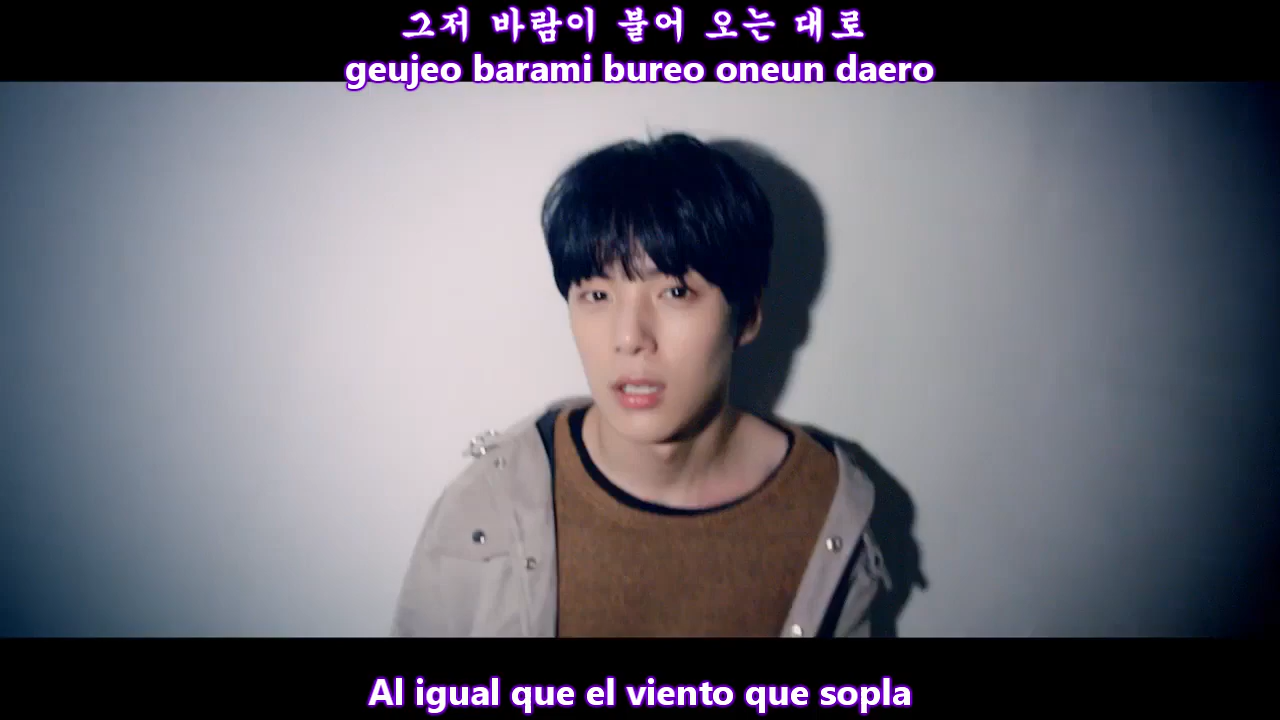 그저 바람이 불어 오는 대로
geujeo barami bureo oneun daero
Al igual que el viento que sopla